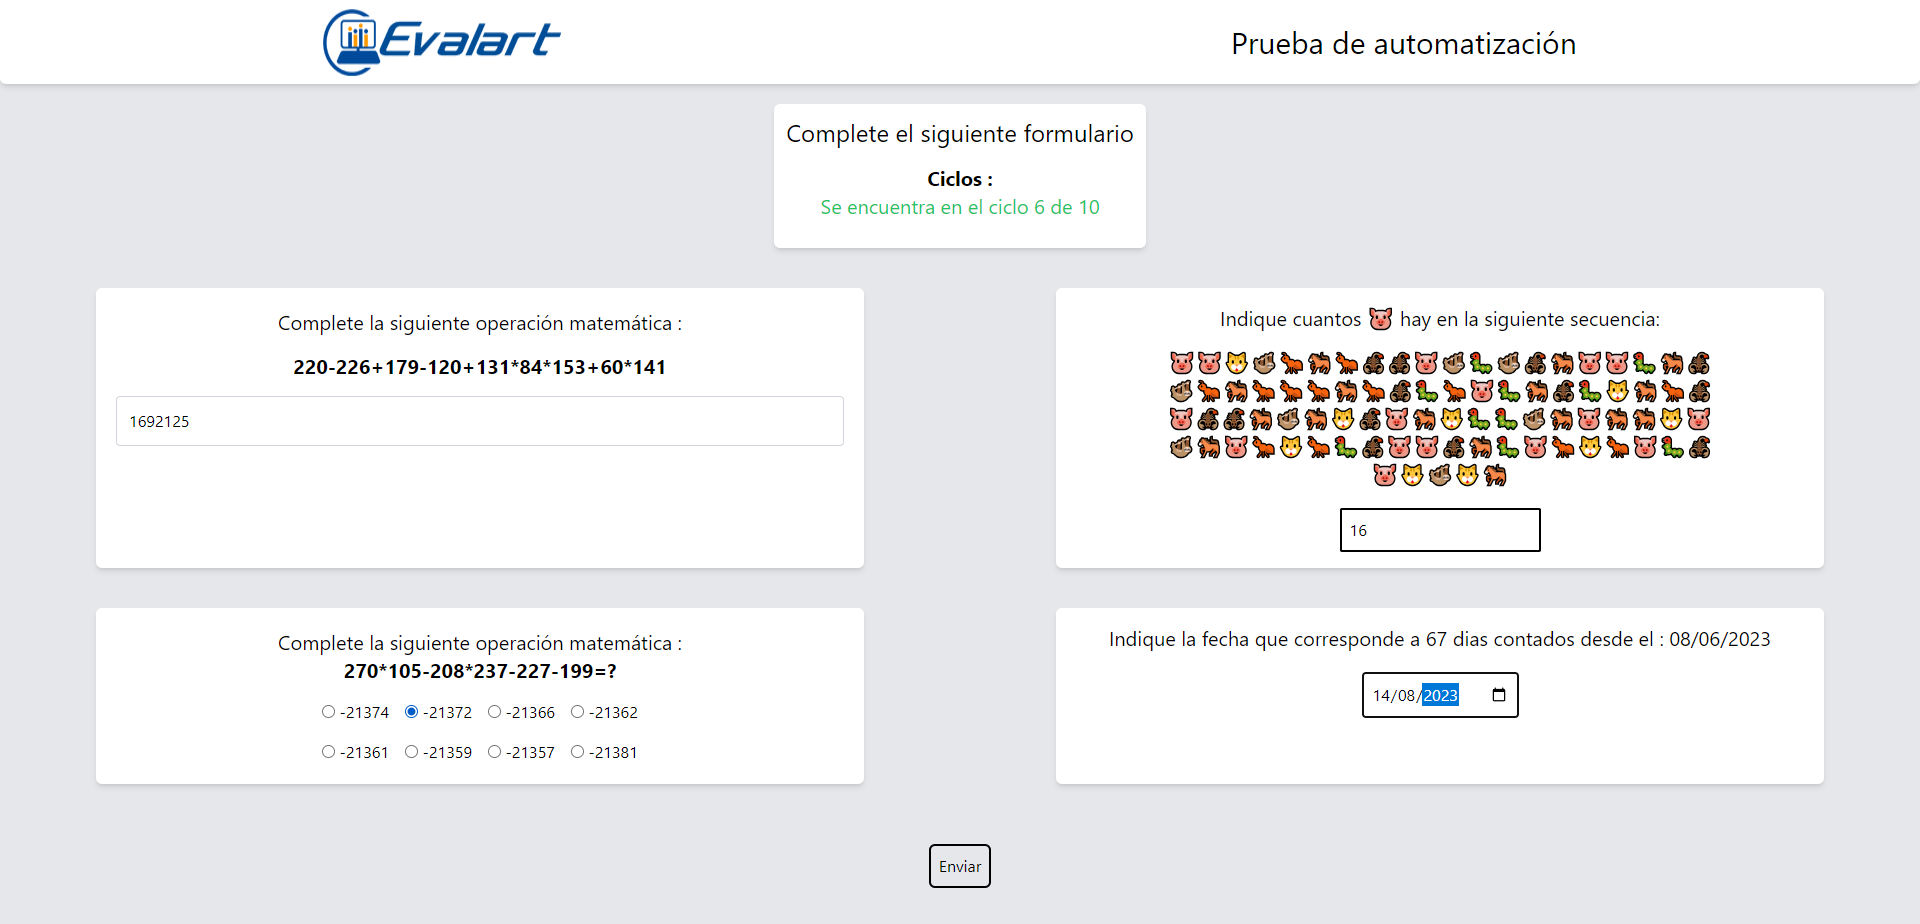 Evalart
Prueba de automatización
Complete el siguiente formulario
Ciclos :
Se encuentra en el ciclo 6 de 10
Complete la siguiente operación matemática :
220-226+179-120+131*84*153+60*141
1692125
Indique cuantos 🐷 hay en la siguiente secuencia:
16
Complete la siguiente operación matemática :
270*105-208*237-227-199=?
-21374 -21372 -21366 -21362
-21361 -21359 -21357 -21381
Indique la fecha que corresponde a 67 dias contados desde el : 08/06/2023
14/08/2023
Enviar